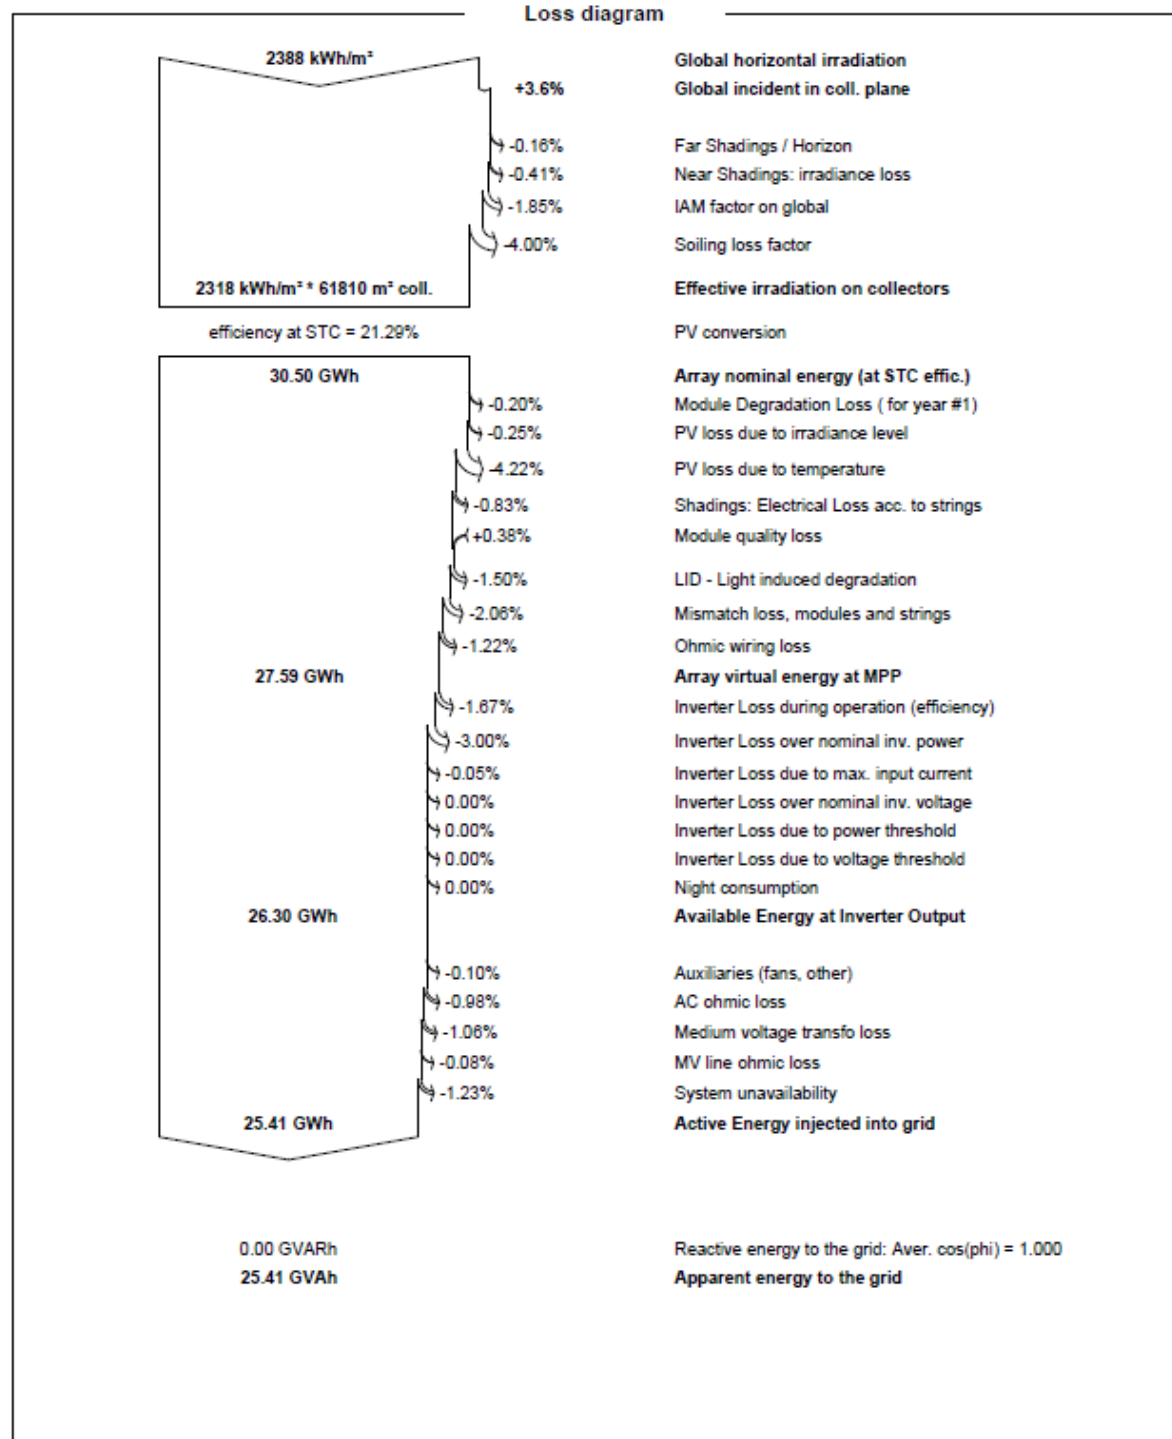 Loss diagram
2388 kWh/m² Global horizontal irradiation
+3.6% Global incident in coll. plane
-0.16% Far Shadings / Horizon
-0.41% Near Shadings: irradiance loss
-1.85% IAM factor on global
-4.00% Soiling loss factor
2318 kWh/m² * 61810 m² coll. Effective irradiation on collectors
efficiency at STC = 21.29% PV conversion
30.50 GWh Array nominal energy (at STC effic.)
-0.20% Module Degradation Loss ( for year #1)
-0.25% PV loss due to irradiance level
-4.22% PV loss due to temperature
-0.83% Shadings: Electrical Loss acc. to strings
+0.38% Module quality loss
-1.50% LID - Light induced degradation
-2.06% Mismatch loss, modules and strings
-1.22% Ohmic wiring loss
27.59 GWh Array virtual energy at MPP
-1.67% Inverter Loss during operation (efficiency)
-3.00% Inverter Loss over nominal inv. power
-0.05% Inverter Loss due to max. input current
0.00% Inverter Loss over nominal inv. voltage
0.00% Inverter Loss due to power threshold
0.00% Inverter Loss due to voltage threshold
0.00% Night consumption
26.30 GWh Available Energy at Inverter Output
-0.10% Auxiliaries (fans, other)
-0.98% AC ohmic loss
-1.06% Medium voltage transfo loss
-0.08% MV line ohmic loss
-1.23% System unavailability
25.41 GWh Active Energy injected into grid
0.00 GVARh Reactive energy to the grid: Aver. cos(phi) = 1.000
25.41 GVAh Apparent energy to the grid